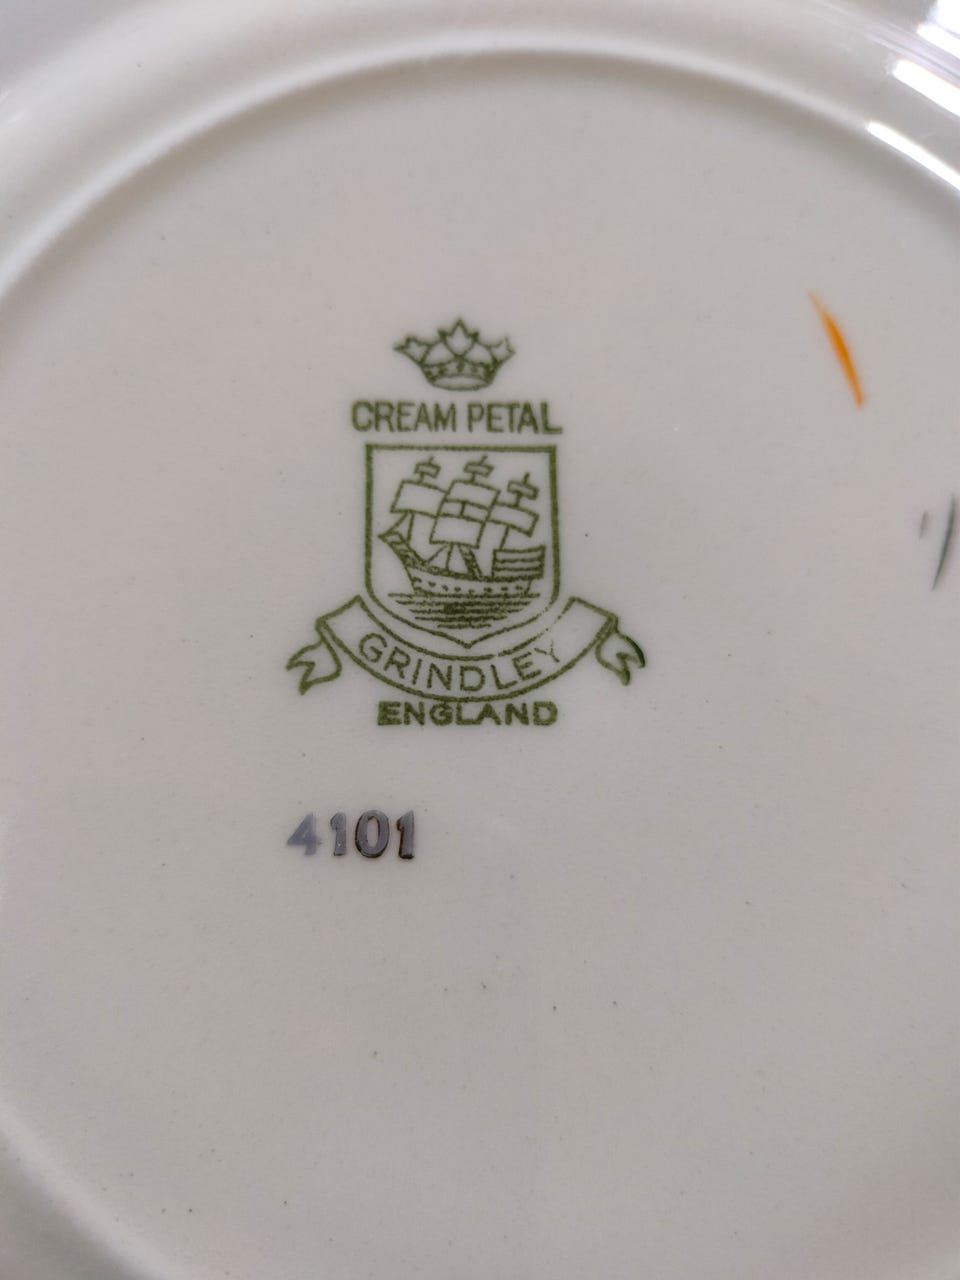 CREAM PETAL
GRINDLEY
ENGLAND
4101